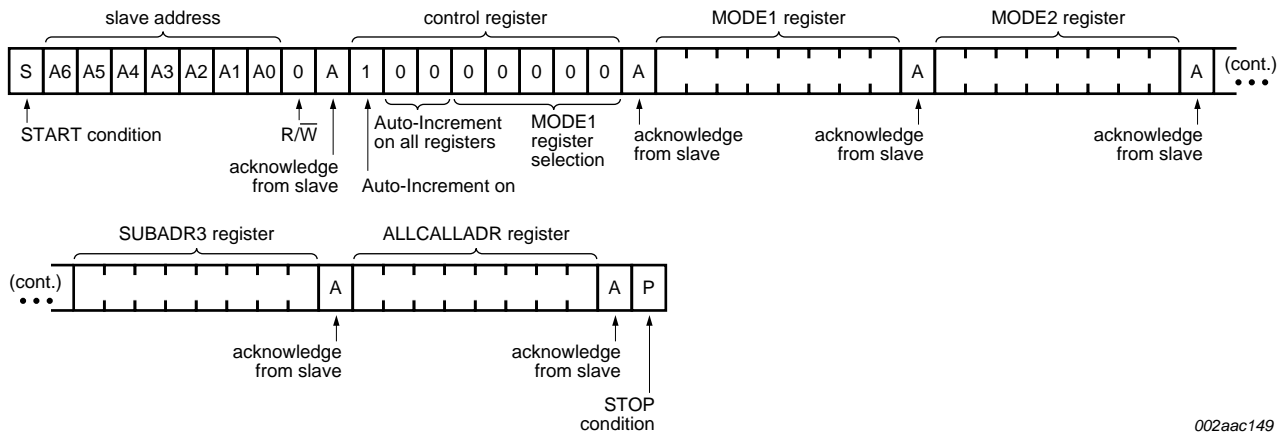 slave address
control register
MODE1 register
MODE2 register
S A6 A5 A4 A3 A2 A1 A0 0 A 1 0 0 0 0 0 0 0 A A A (cont.)
START condition
R/W̅
acknowledge
from slave
Auto-Increment
on all registers
Auto-Increment on
MODE1
register
selection
acknowledge
from slave
acknowledge
from slave
acknowledge
from slave
SUBADR3 register
ALLCALLADR register
(cont.) A A P
acknowledge
from slave
acknowledge
from slave
STOP
condition
002aac149